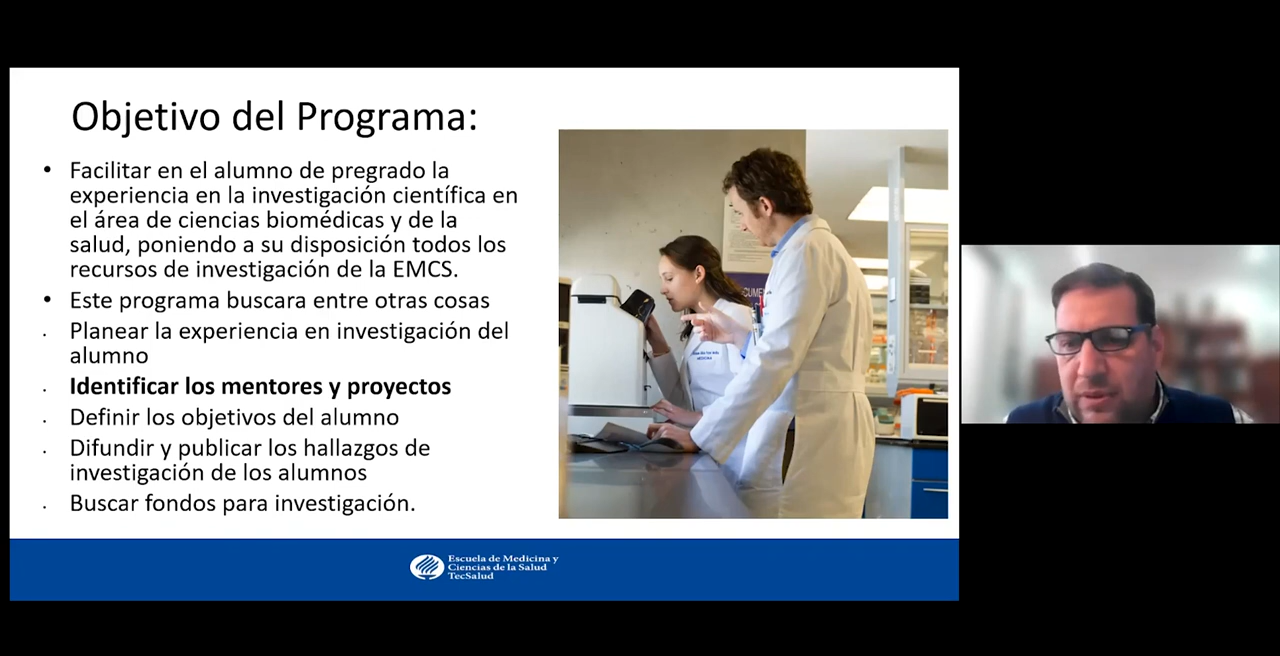 Objetivo del Programa:
• Facilitar en el alumno de pregrado la
experiencia en la investigación científica en
el área de ciencias biomédicas y de la
salud, poniendo a su disposición todos los
recursos de investigación de la EMCS.
• Este programa buscara entre otras cosas
. Planear la experiencia en investigación del
alumno
. Identificar los mentores y proyectos
. Definir los objetivos del alumno
. Difundir y publicar los hallazgos de
investigación de los alumnos
. Buscar fondos para investigación.
Escuela de Medicina y
Ciencias de la Salud
TecSalud